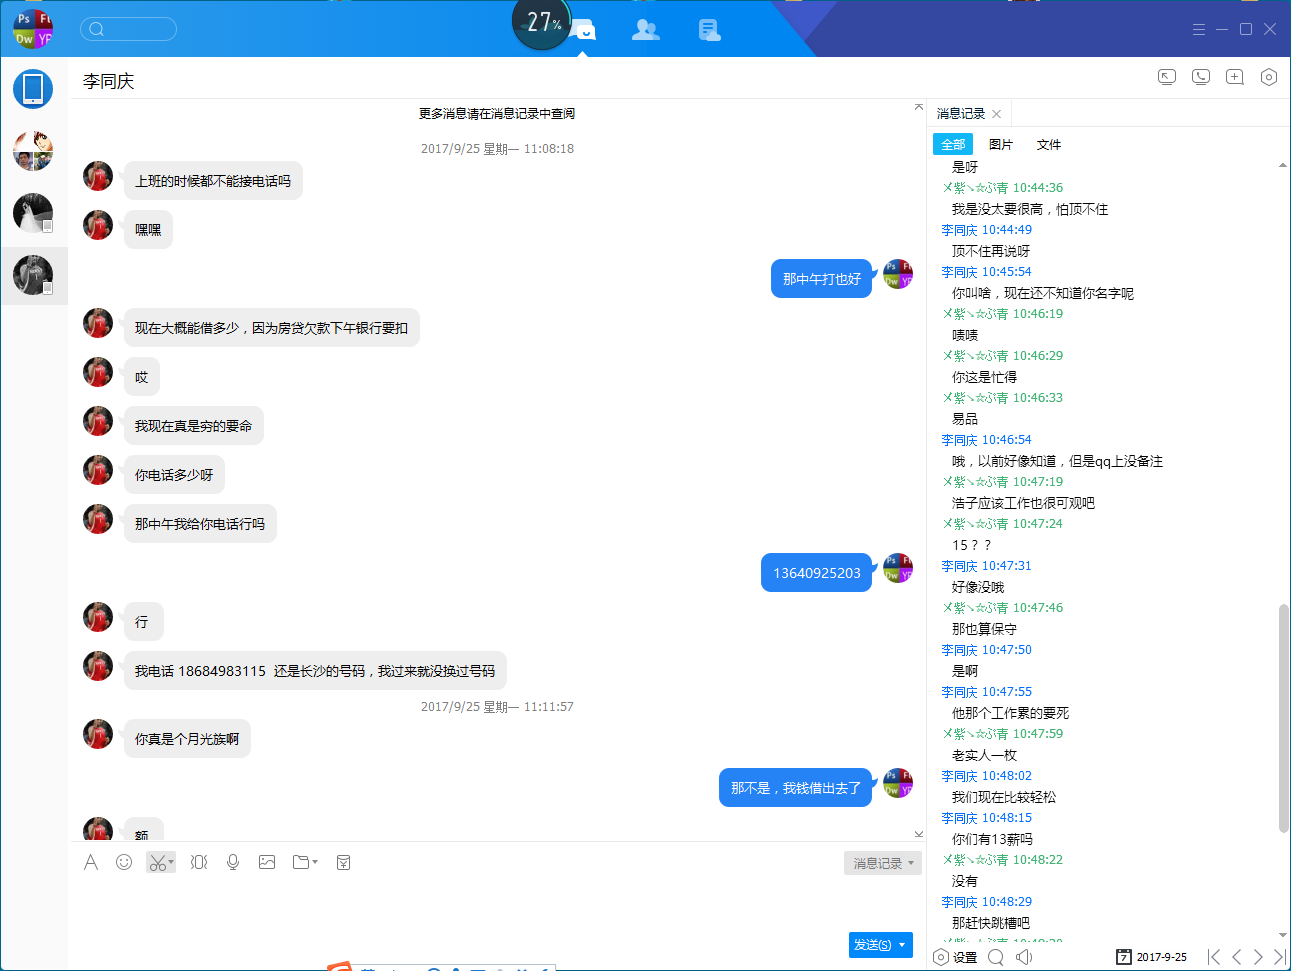 27%
李同庆
更多消息请在消息记录中查阅
2017/9/25 星期一 11:08:18
上班的时候都不能接电话吗
嘿嘿
那中午打也好
现在大概能借多少，因为房贷欠款下午银行要扣
哎
我现在真是穷的要命
你电话多少呀
那中午我给你电话行吗
13640925203
行
我电话 18684983115 还是长沙的号码，我过来就没换过号码
2017/9/25 星期一 11:11:57
你真是个月光族啊
那不是，我钱借出去了
额
消息记录
发送(S)
消息记录
全部 图片 文件
是呀
メ紫↘☆ぷ青 10:44:36
我是没太要很高，怕顶不住
李同庆 10:44:49
顶不住再说呀
李同庆 10:45:54
你叫啥，现在还不知道你名字呢
メ紫↘☆ぷ青 10:46:19
啧啧
メ紫↘☆ぷ青 10:46:29
你这是忙得
メ紫↘☆ぷ青 10:46:33
易品
李同庆 10:46:54
哦，以前好像知道，但是qq上没备注
メ紫↘☆ぷ青 10:47:19
浩子应该工作也很可观吧
メ紫↘☆ぷ青 10:47:24
15？？
李同庆 10:47:31
好像没哦
メ紫↘☆ぷ青 10:47:46
那也算保守
李同庆 10:47:50
是啊
李同庆 10:47:55
他那个工作累的要死
メ紫↘☆ぷ青 10:47:59
老实人一枚
李同庆 10:48:02
我们现在比较轻松
李同庆 10:48:15
你们有13薪吗
メ紫↘☆ぷ青 10:48:22
没有
李同庆 10:48:29
那赶快跳槽吧
设置
7 2017-9-25